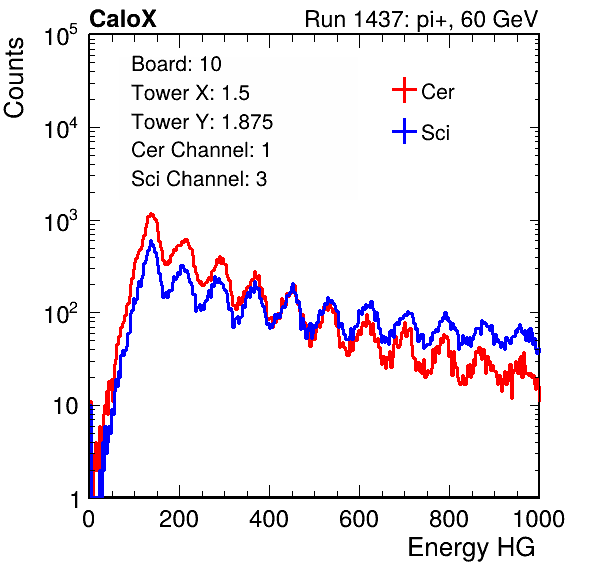 CaloX Run 1437: pi+, 60 GeV
Counts
Board: 10
Tower X: 1.5
Tower Y: 1.875
Cer Channel: 1
Sci Channel: 3
Cer
Sci
10^5
10^4
10^3
10^2
10
1
0 200 400 600 800 1000
Energy HG